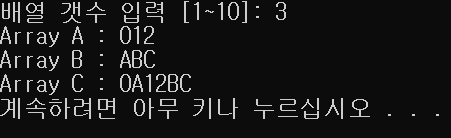 배열 갯수 입력 [1~10]: 3
Array A : 012
Array B : ABC
Array C : 0A12BC
계속하려면 아무 키나 누르십시오 . . .